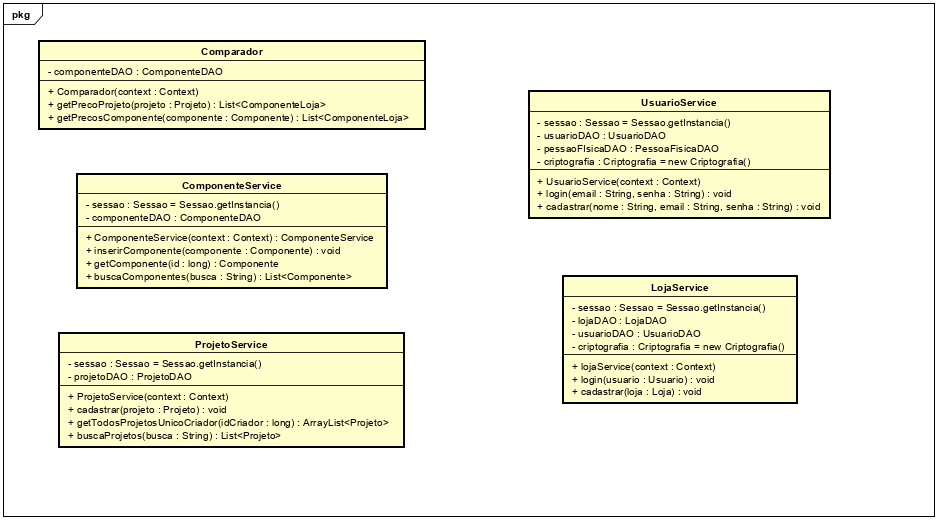 pkg
Comparador
- componenteDAO : ComponenteDAO
+ Comparador(context : Context)
+ getPrecoProjeto(projeto : Projeto) : List<ComponenteLoja>
+ getPrecosComponente(componente : Componente) : List<ComponenteLoja>
ComponenteService
- sessao : Sessao = Sessao.getInstancia()
- componenteDAO : ComponenteDAO
+ ComponenteService(context : Context) : ComponenteService
+ inserirComponente(componente : Componente) : void
+ getComponente(id : long) : Componente
+ buscaComponentes(busca : String) : List<Componente>
ProjetoService
- sessao : Sessao = Sessao.getInstancia()
- projetoDAO : ProjetoDAO
+ ProjetoService(context : Context)
+ cadastrar(projeto : Projeto) : void
+ getTodosProjetosUnicoCriador(idCriador : long) : ArrayList<Projeto>
+ buscaProjetos(busca : String) : List<Projeto>
UsuarioService
- sessao : Sessao = Sessao.getInstancia()
- usuarioDAO : UsuarioDAO
- pessaoFIsicaDAO : PessoaFisicaDAO
- criptografia : Criptografia = new Criptografia()
+ UsuarioService(context : Context)
+ login(email : String, senha : String) : void
+ cadastrar(nome : String, email : String, senha : String) : void
LojaService
- sessao : Sessao = Sessao.getInstancia()
- lojaDAO : LojaDAO
- usuarioDAO : UsuarioDAO
- criptografia : Criptografia = new Criptografia()
+ lojaService(context : Context)
+ login(usuario : Usuario) : void
+ cadastrar(loja : Loja) : void